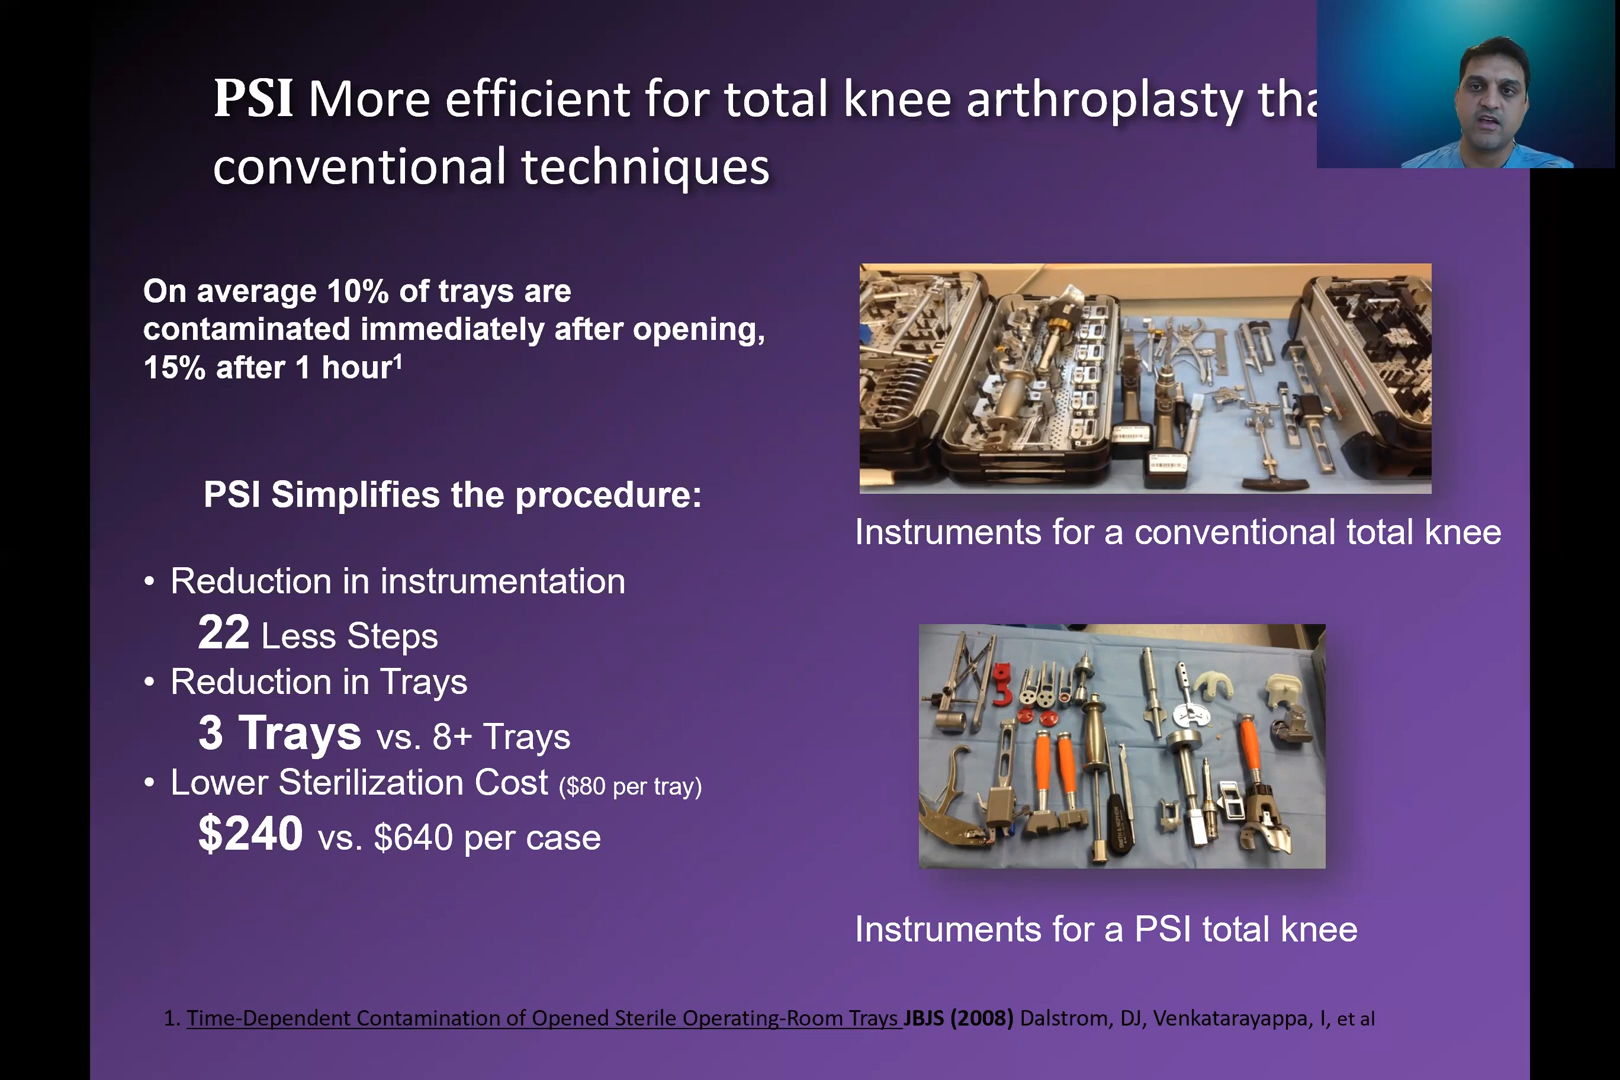 PSI More efficient for total knee arthroplasty tha
conventional techniques
On average 10% of trays are
contaminated immediately after opening,
15% after 1 hour¹
PSI Simplifies the procedure:
• Reduction in instrumentation
22 Less Steps
• Reduction in Trays
3 Trays vs. 8+ Trays
• Lower Sterilization Cost ($80 per tray)
$240 vs. $640 per case
Instruments for a conventional total knee
Instruments for a PSI total knee
1. Time-Dependent Contamination of Opened Sterile Operating-Room Trays JBJS (2008) Dalstrom, DJ, Venkatarayappa, I, et al